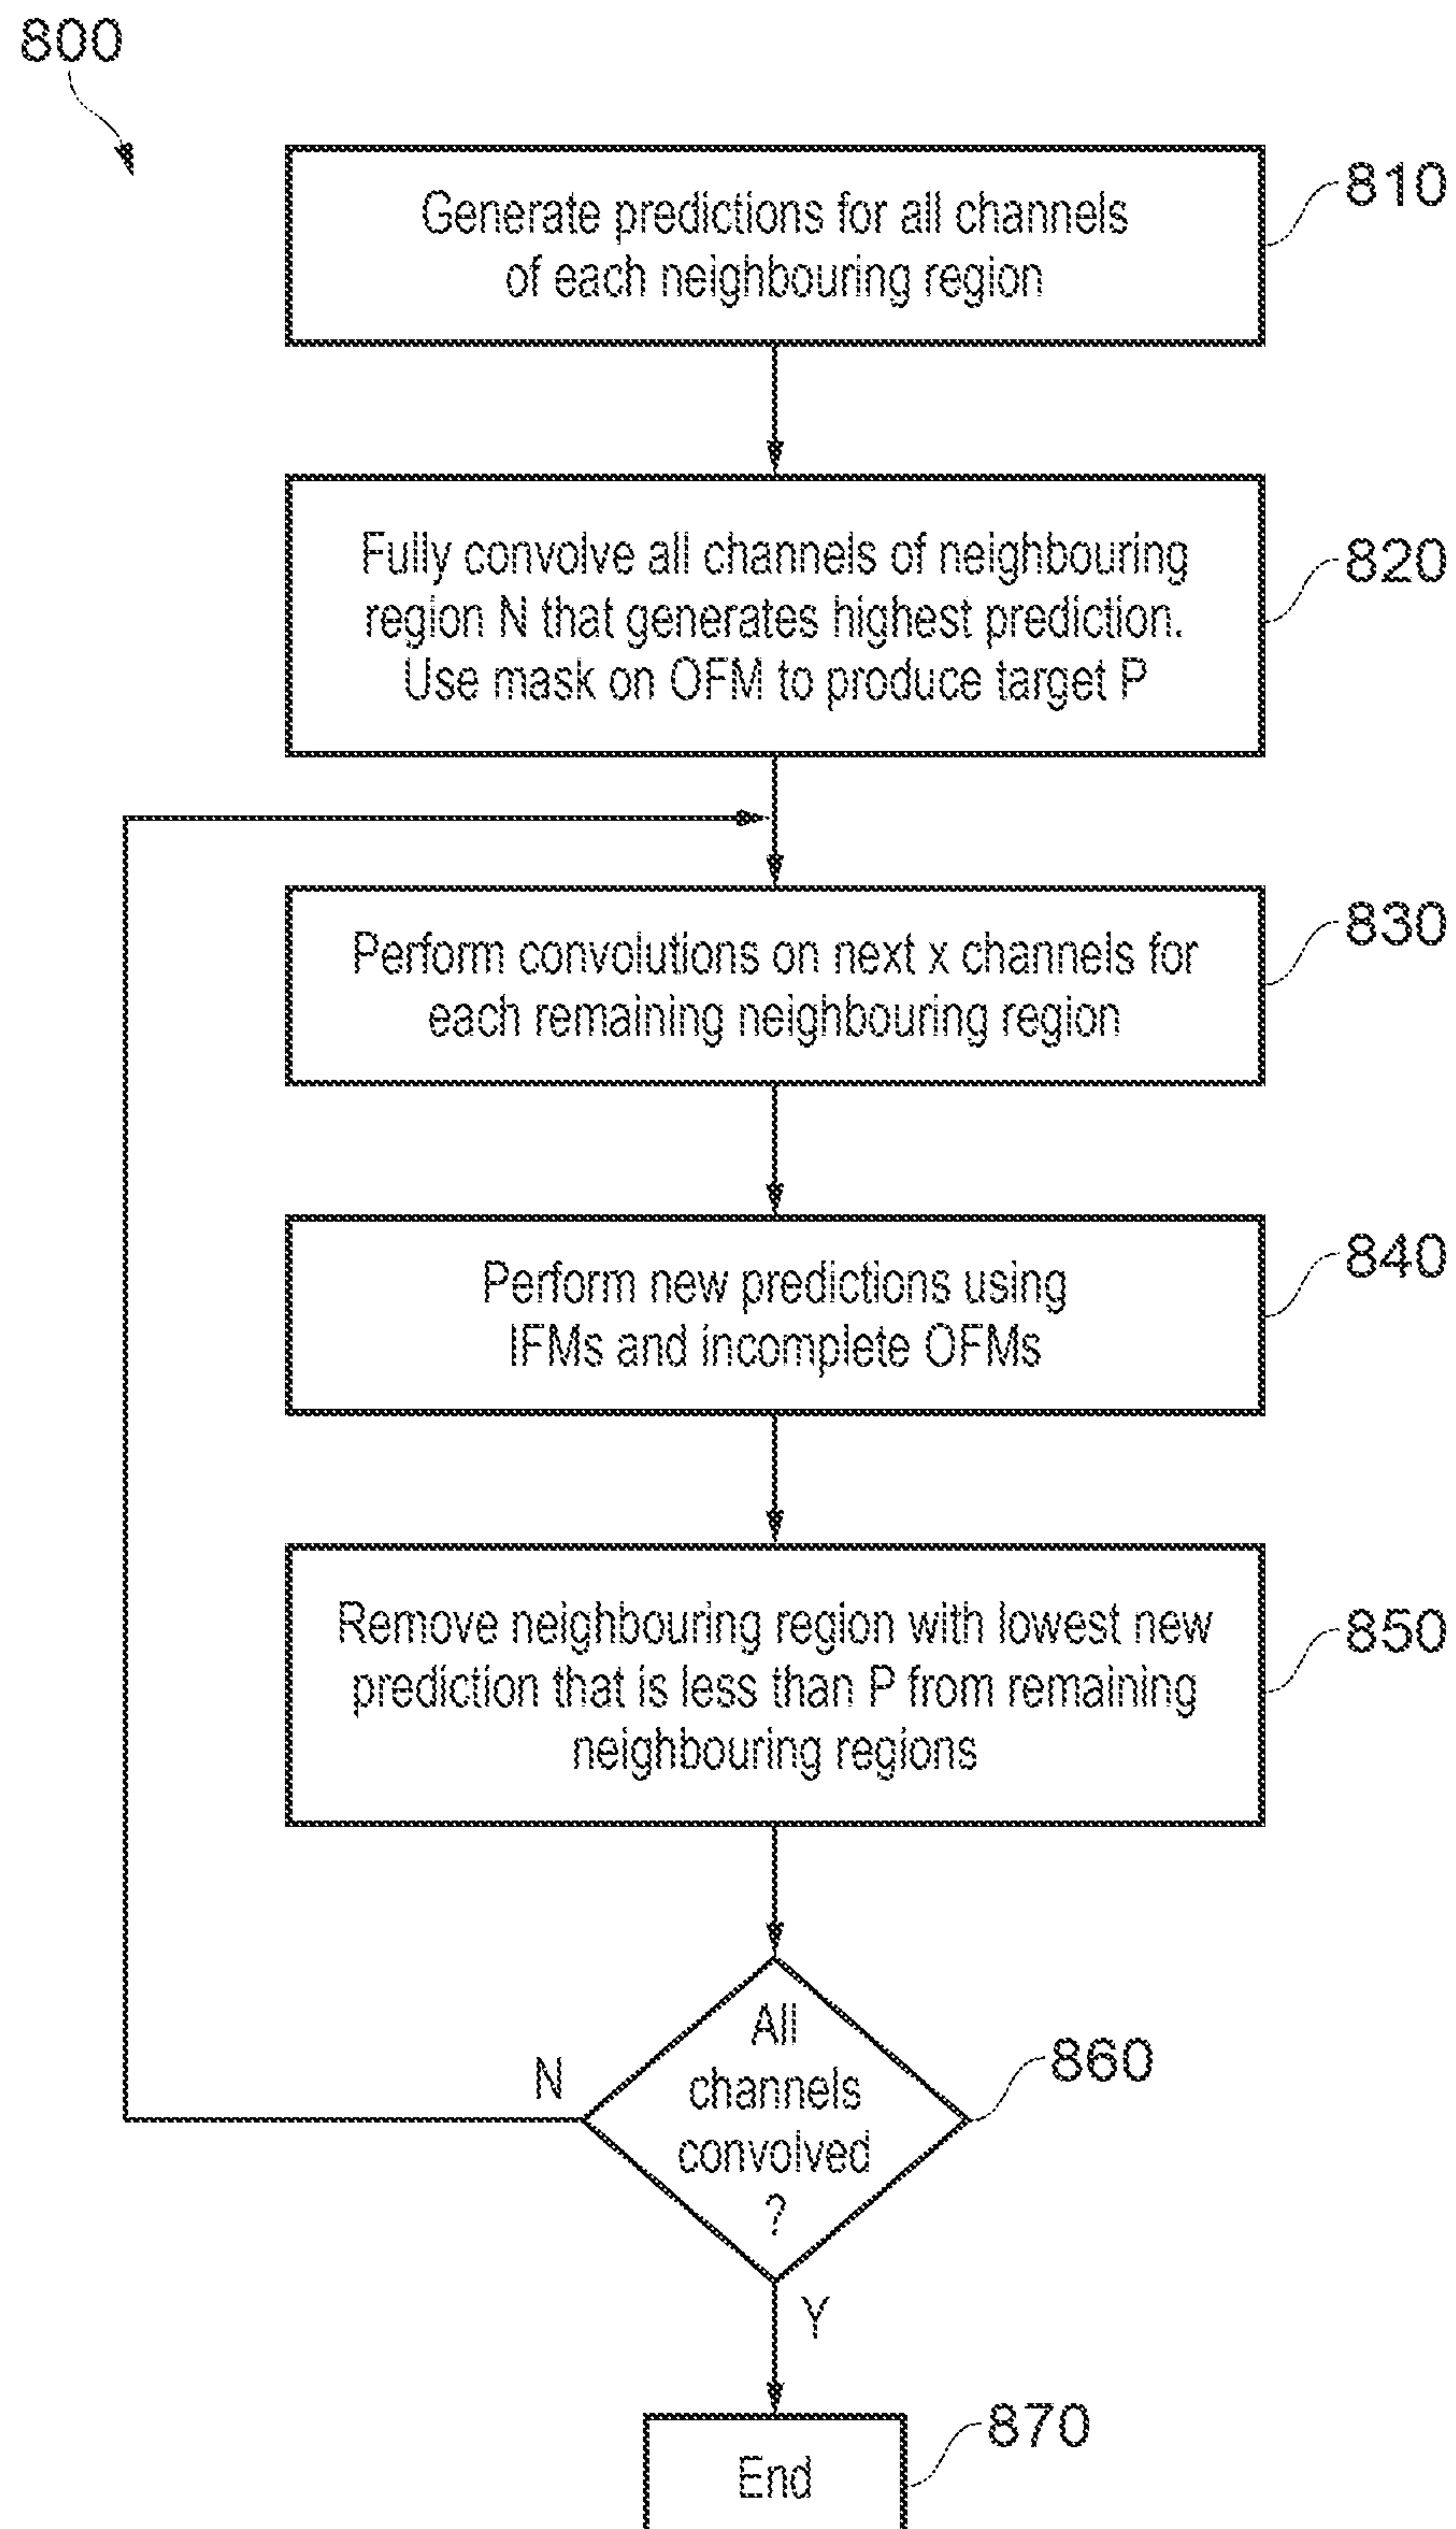 800
Generate predictions for all channels
of each neighbouring region
810
Fully convolve all channels of neighbouring
region N that generates highest prediction.
Use mask on OFM to produce target P
820
Perform convolutions on next x channels for
each remaining neighbouring region
830
Perform new predictions using
IFMs and incomplete OFMs
840
Remove neighbouring region with lowest new
prediction that is less than P from remaining
neighbouring regions
850
All
channels
convolved
?
860
N
Y
End
870